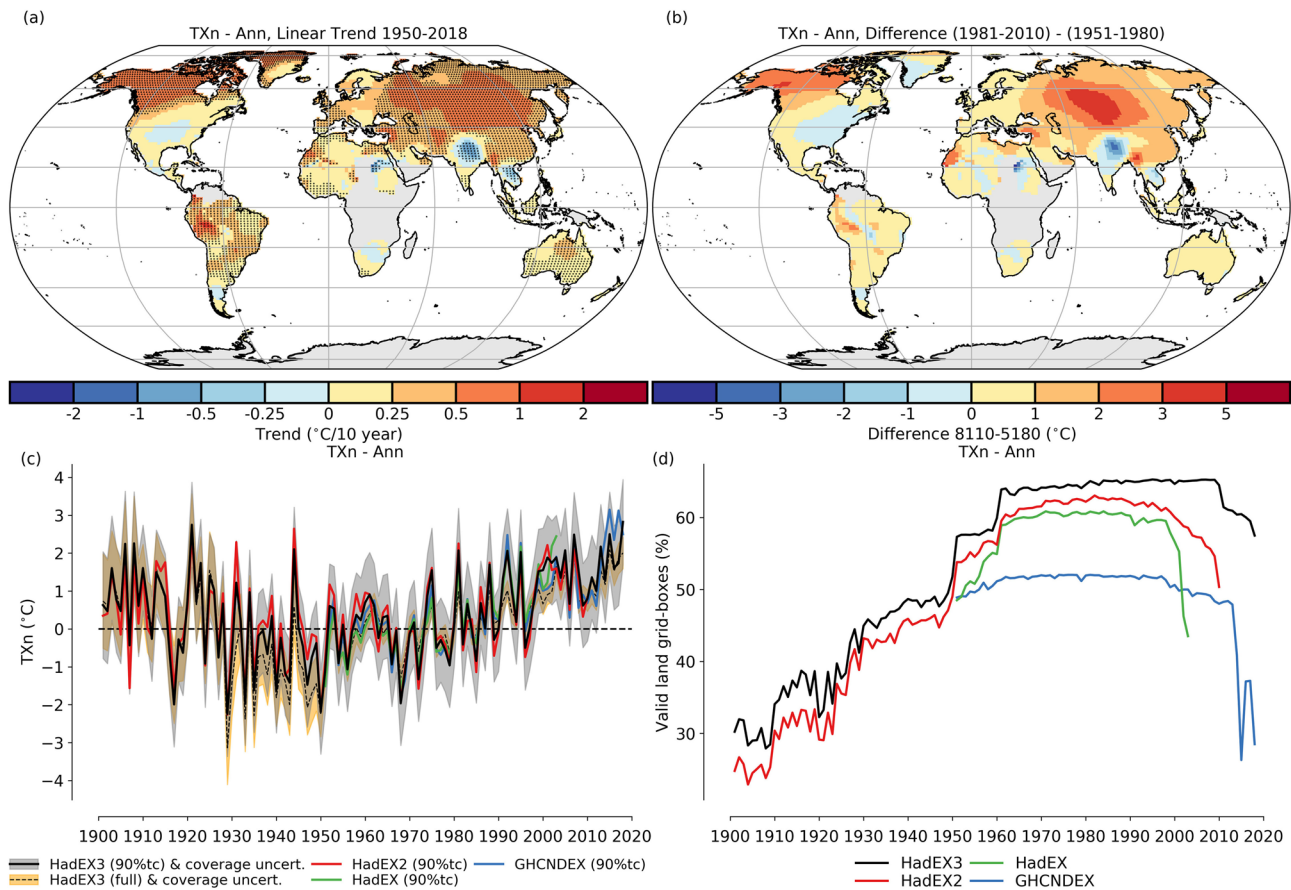 (a)
TXn - Ann, Linear Trend 1950-2018
-2 -1 -0.5 -0.25 0 0.25 0.5 1 2
Trend (°C/10 year)
(b)
TXn - Ann, Difference (1981-2010) - (1951-1980)
-5 -3 -2 -1 0 1 2 3 5
Difference 8110-5180 (°C)
(c)
TXn - Ann
TXn (°C)
4
3
2
1
0
−1
−2
−3
−4
1900 1910 1920 1930 1940 1950 1960 1970 1980 1990 2000 2010 2020
HadEX3 (90%tc) & coverage uncert.
HadEX3 (full) & coverage uncert.
HadEX2 (90%tc)
HadEX (90%tc)
GHCNDEX (90%tc)
(d)
TXn - Ann
Valid land grid-boxes (%)
60
50
40
30
1900 1910 1920 1930 1940 1950 1960 1970 1980 1990 2000 2010 2020
HadEX3
HadEX2
HadEX
GHCNDEX